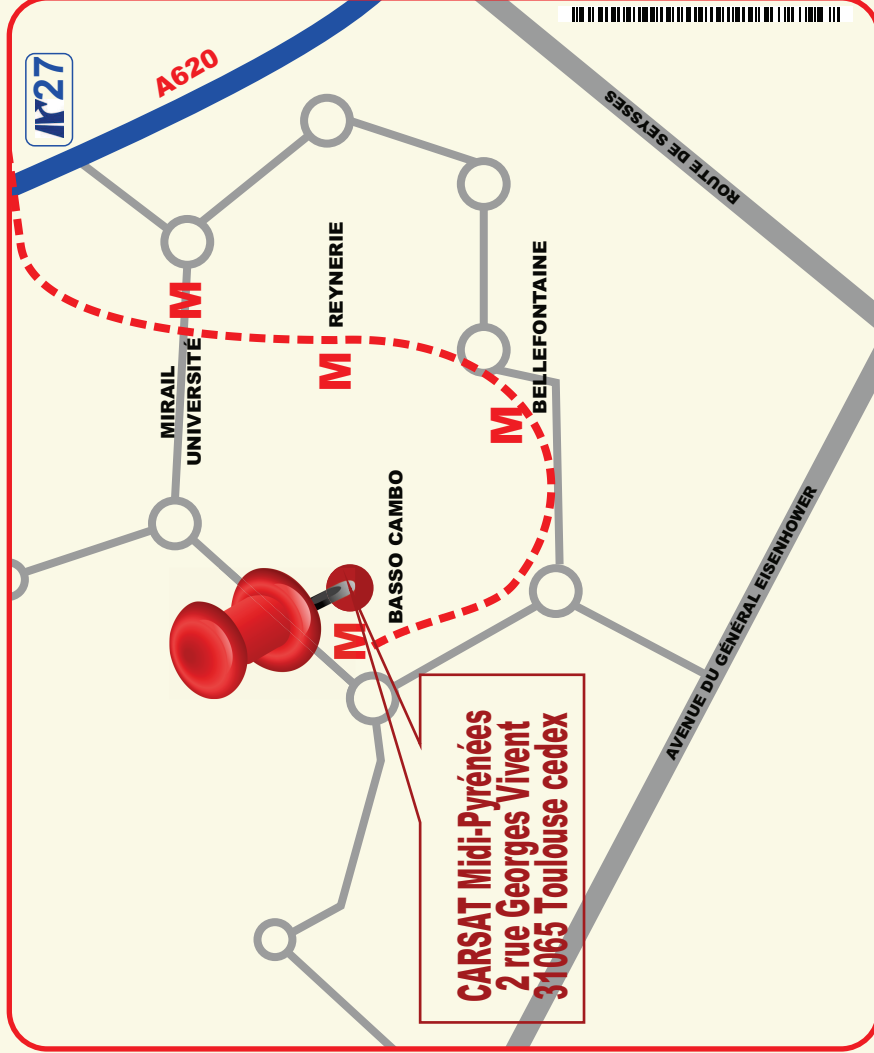 27
A620
ROUTE DE SEYSSES
M
MIRAIL
UNIVERSITÉ
M
REYNERIE
M
BELLEFONTAINE
M
BASSO CAMBO
AVENUE DU GÉNÉRAL EISENHOWER
CARSAT Midi-Pyrénées
2 rue Georges Vivent
31065 Toulouse cedex